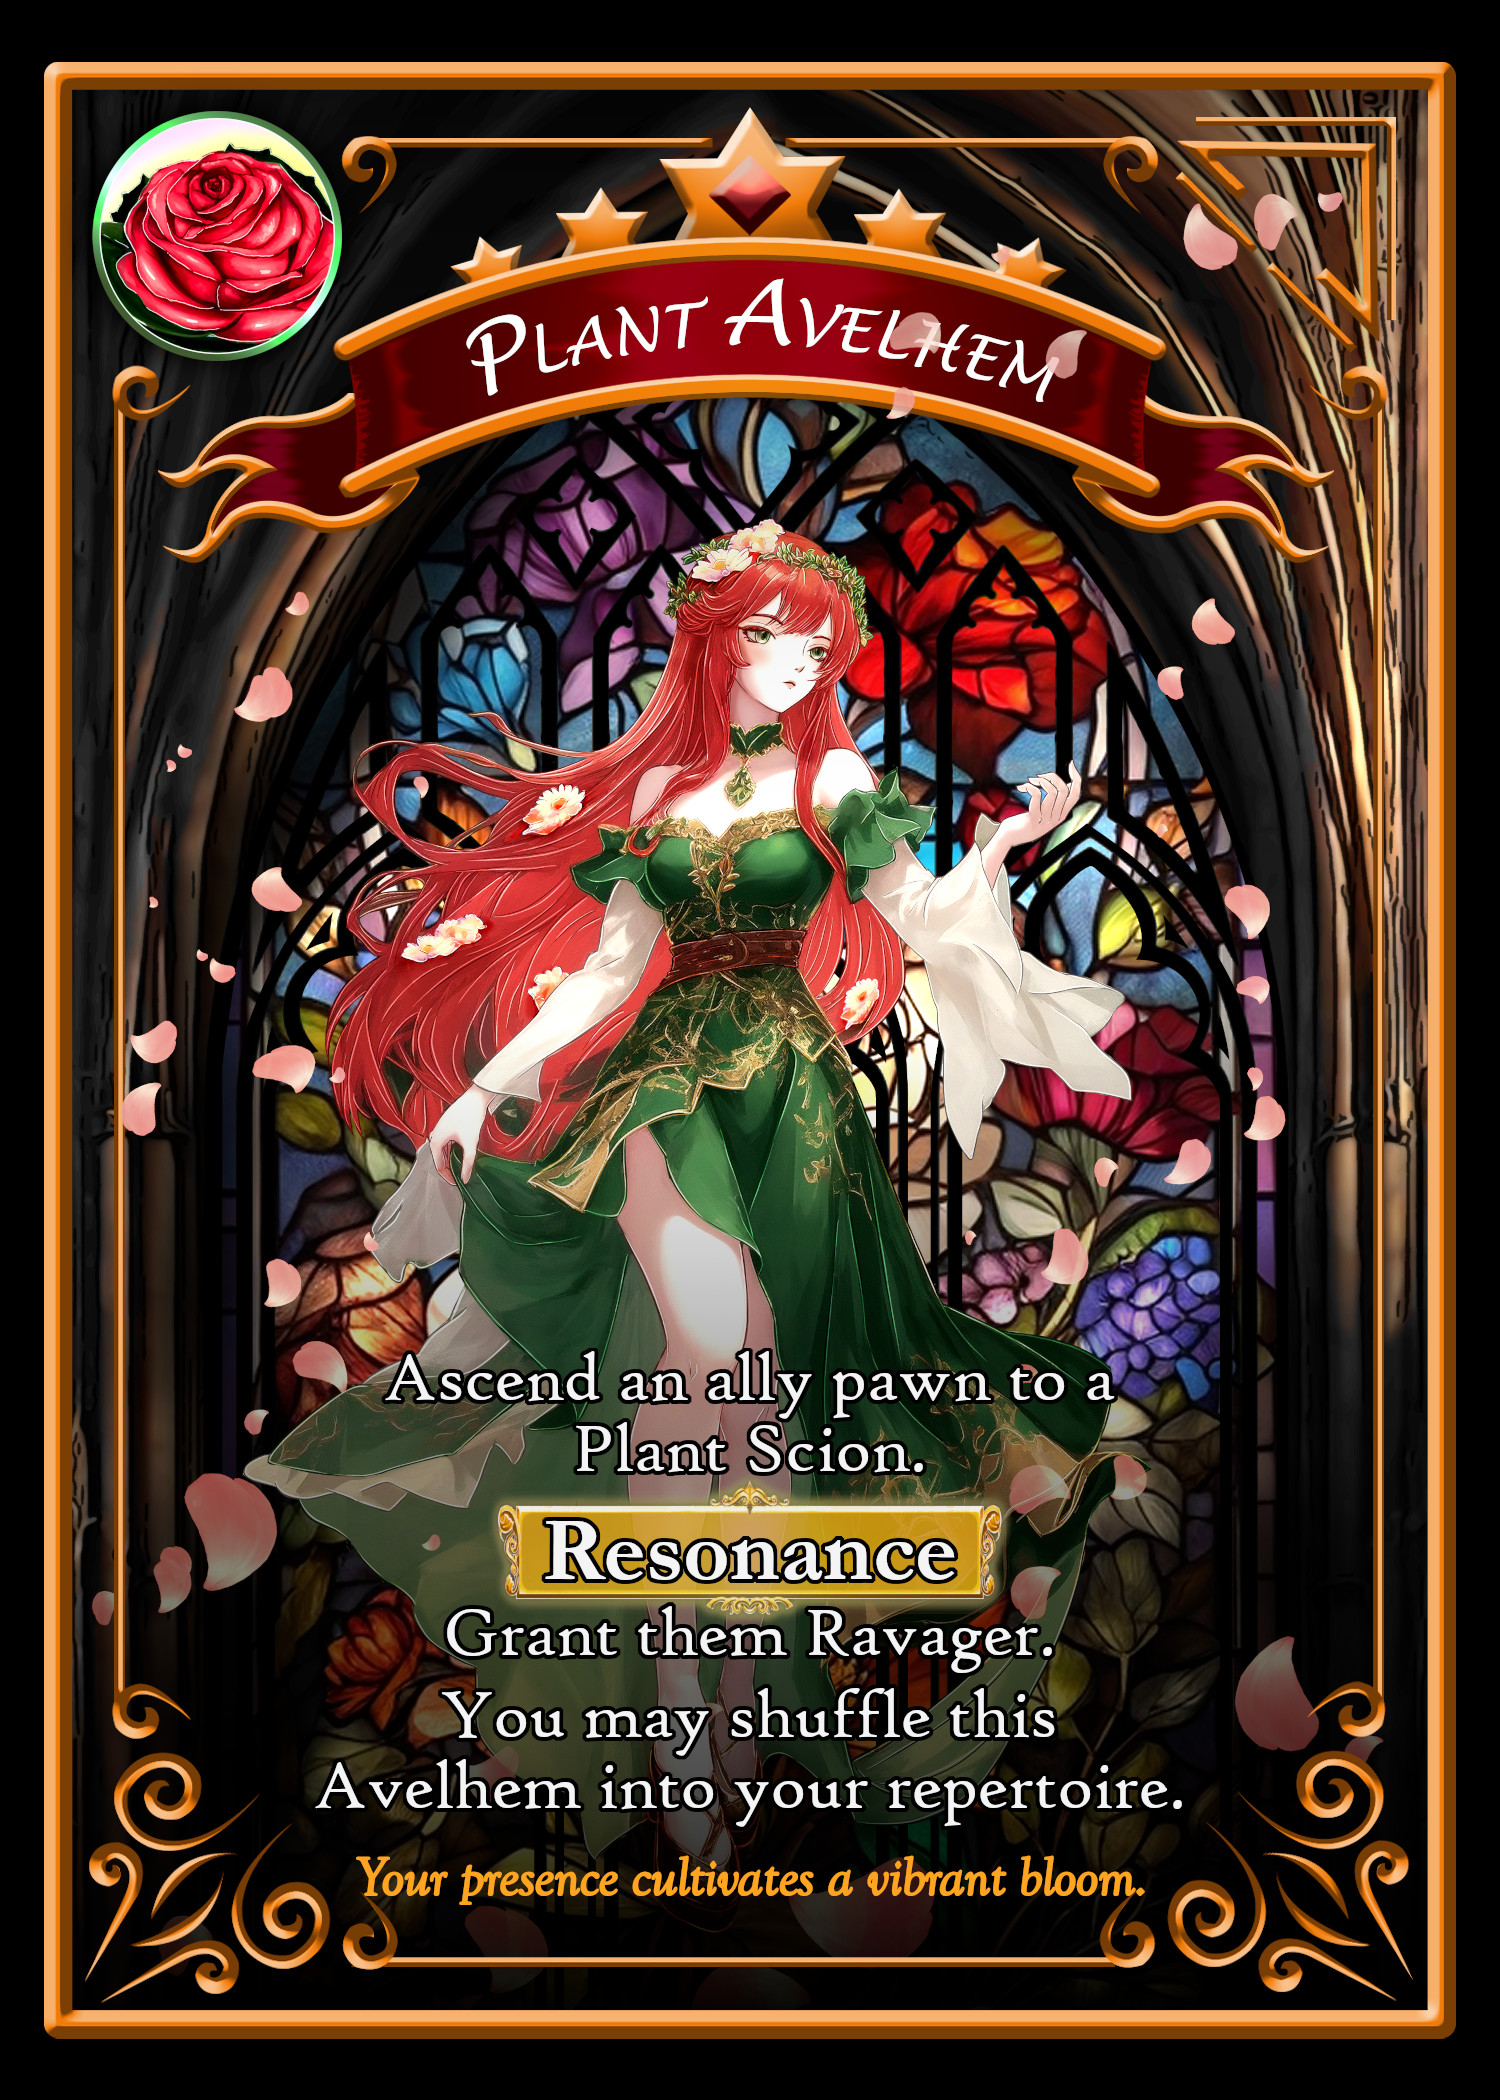 Plant Avelhem
Ascend an ally pawn to a
Plant Scion.
Resonance
Grant them Ravager.
You may shuffle this
Avelhem into your repertoire.
Your presence cultivates a vibrant bloom.